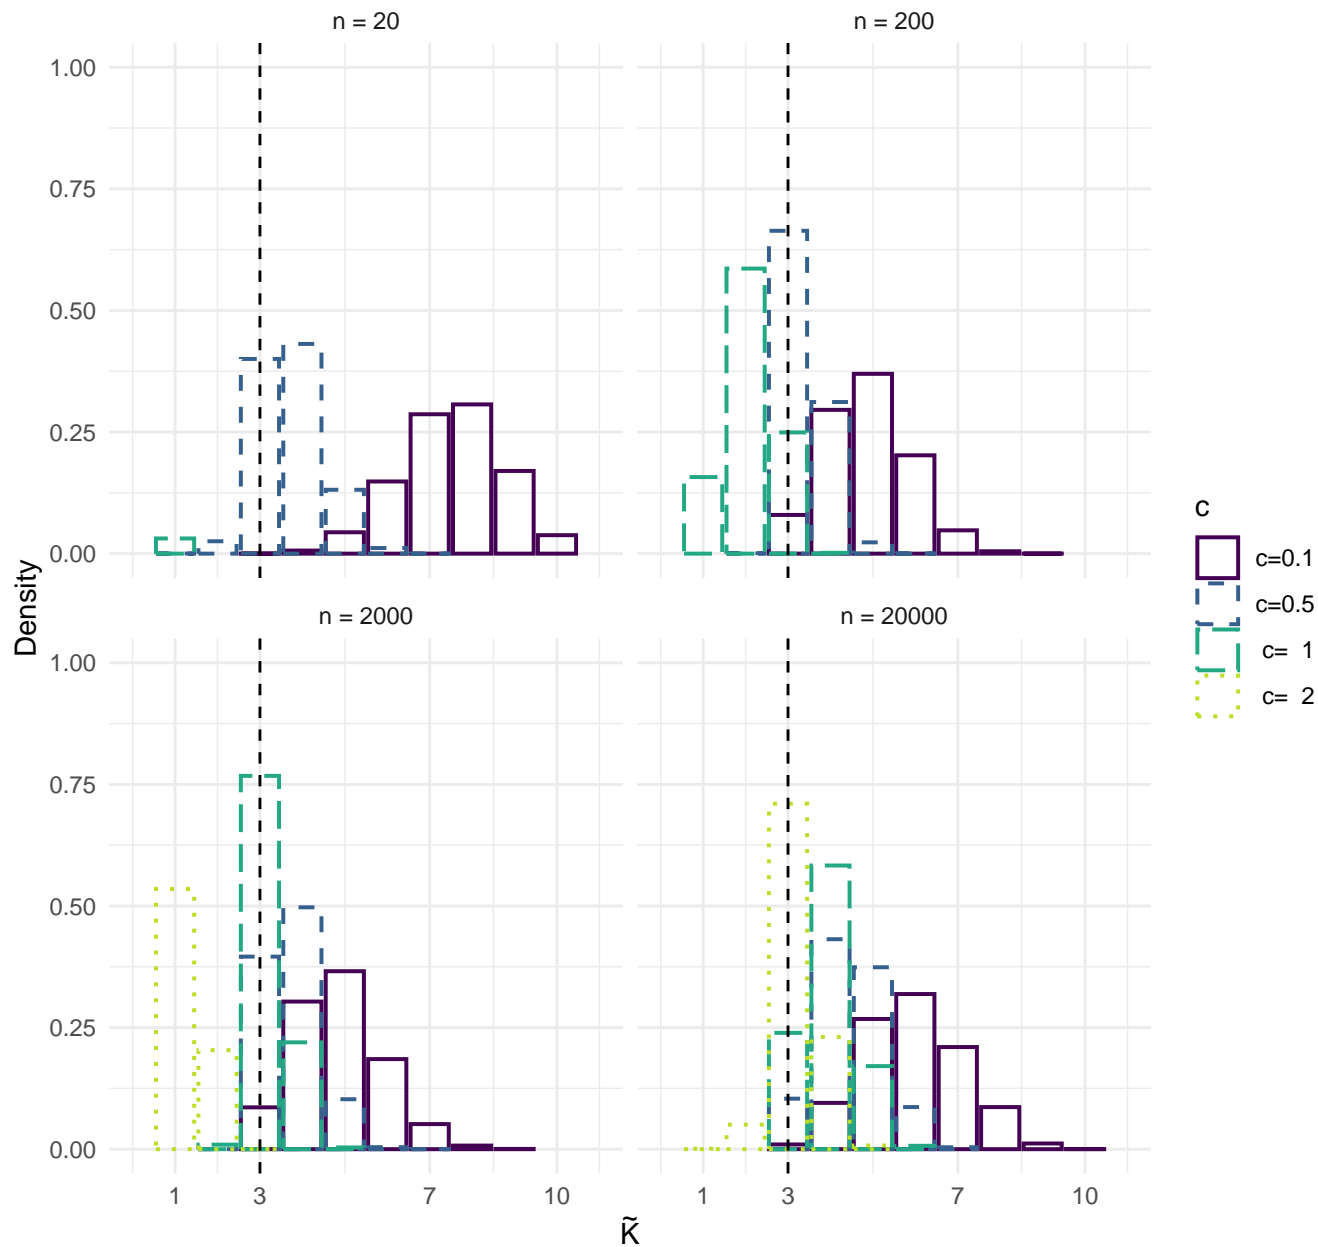 n = 20
n = 200
1.00
0.75
0.50
0.25
0.00
n = 2000
n = 20000
1.00
0.75
0.50
0.25
0.00
1 3 7 10
1 3 7 10
Density
K̃
c
c=0.1
c=0.5
c= 1
c= 2